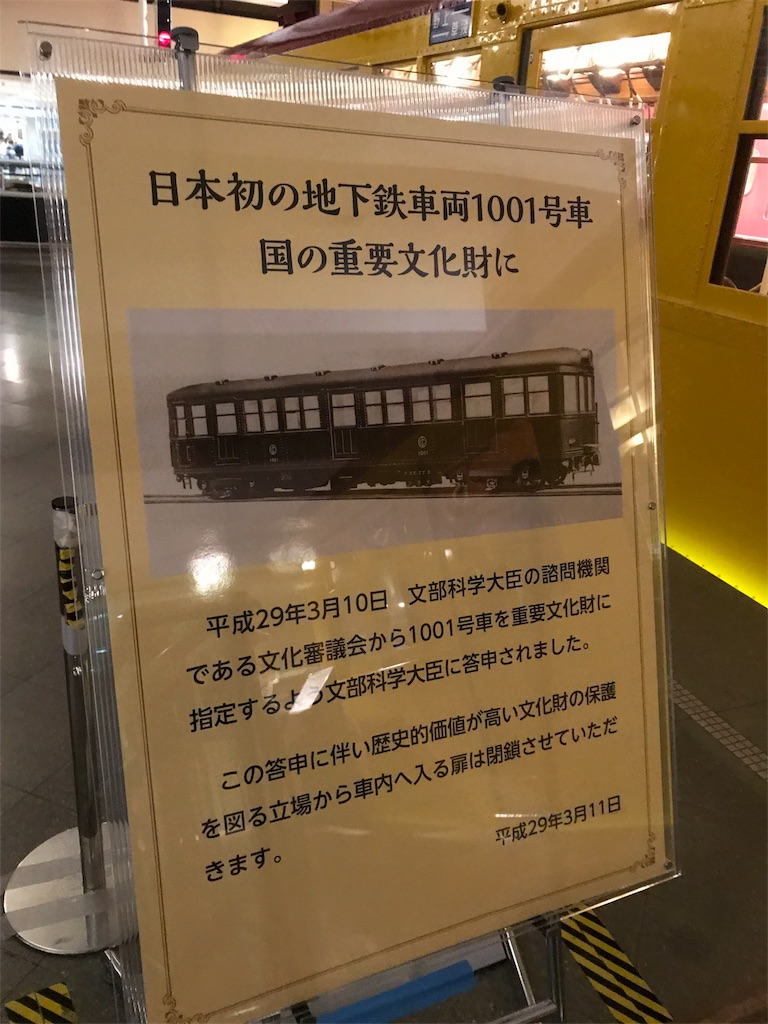 日本初の地下鉄車両1001号車
国の重要文化財に
平成29年3月10日　文部科学大臣の諮問機関
である文化審議会から1001号車を重要文化財に
指定するよう文部科学大臣に答申されました。
この答申に伴い歴史的価値が高い文化財の保護
を図る立場から車内へ入る扉は閉鎖させていただ
きます。
平成29年3月11日